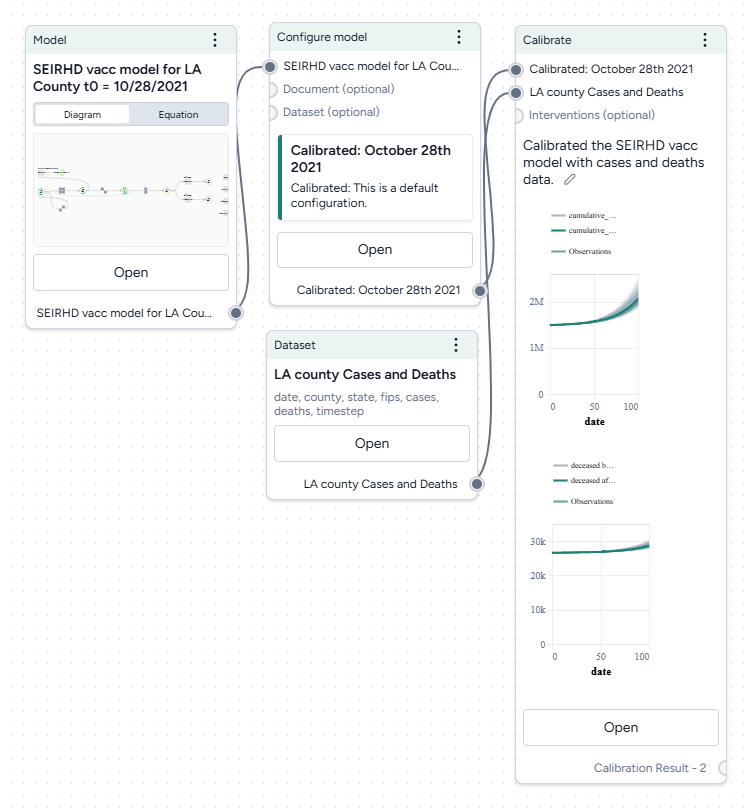 Model
SEIRHD vacc model for LA
County t0 = 10/28/2021
Diagram
Equation
Open
SEIRHD vacc model for LA Cou...
Configure model
SEIRHD vacc model for LA Cou...
Document (optional)
Dataset (optional)
Calibrated: October 28th
2021
Calibrated: This is a default
configuration.
Open
Calibrated: October 28th 2021
Dataset
LA county Cases and Deaths
date, county, state, fips, cases,
deaths, timestep
Open
LA county Cases and Deaths
Calibrate
Calibrated: October 28th 2021
LA county Cases and Deaths
Interventions (optional)
Calibrated the SEIRHD vacc
model with cases and deaths
data.
cumulative_...
cumulative_...
Observations
2M
1M
0
0 50 100
date
deceased b...
deceased af...
Observations
30k
20k
10k
0
0 50 100
date
Open
Calibration Result - 2